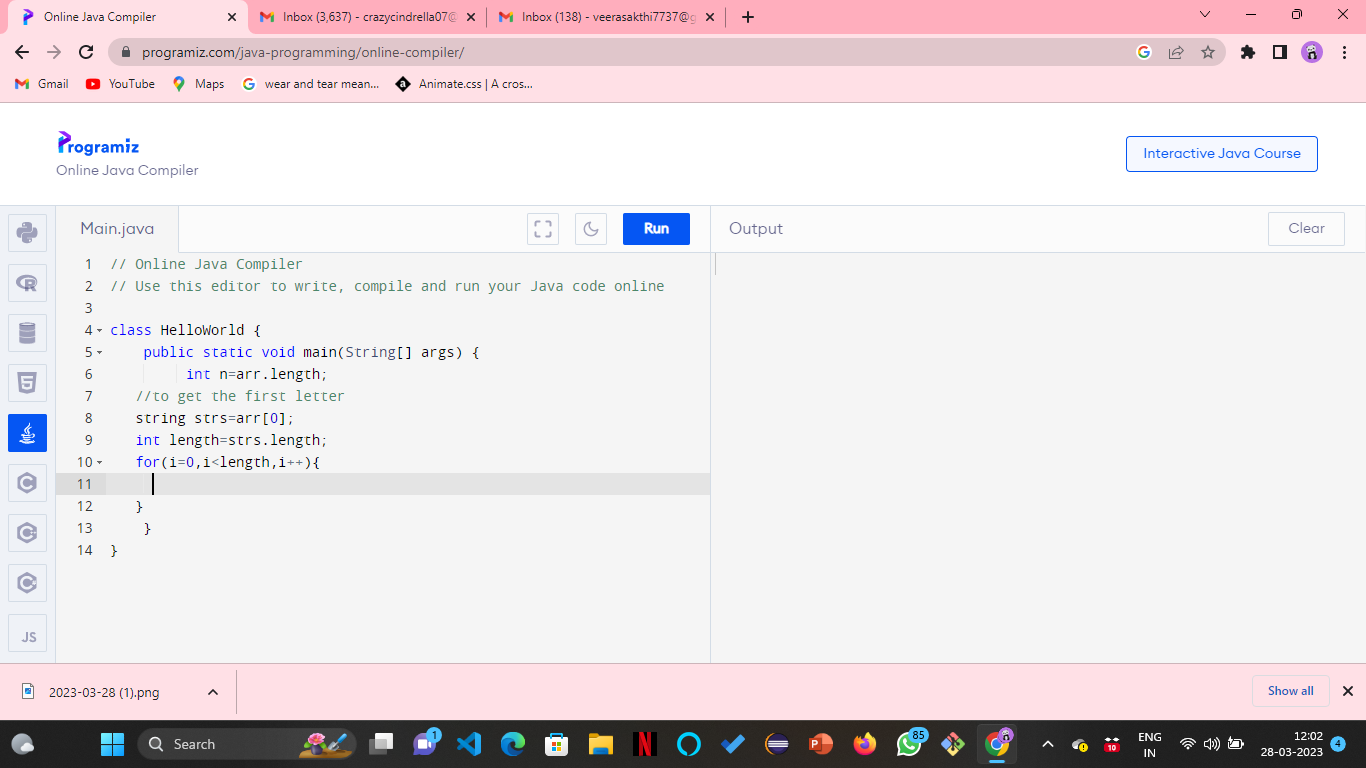 Online Java Compiler
Inbox (3,637) - crazycindrella07@
Inbox (138) - veerasakthi7737@g
programiz.com/java-programming/online-compiler/
Gmail
YouTube
Maps
wear and tear mean...
Animate.css | A cros...
Programiz
Online Java Compiler
Interactive Java Course
Main.java
Run
Output
Clear
1 // Online Java Compiler
2 // Use this editor to write, compile and run your Java code online
3
4 class HelloWorld {
5 public static void main(String[] args) {
6 int n=arr.length;
7 //to get the first letter
8 string strs=arr[0];
9 int length=strs.length;
10 for(i=0,i<length,i++){
11
12 }
13 }
14 }
JS
2023-03-28 (1).png
Show all
Search
1
85
10
ENG
IN
12:02
28-03-2023
4